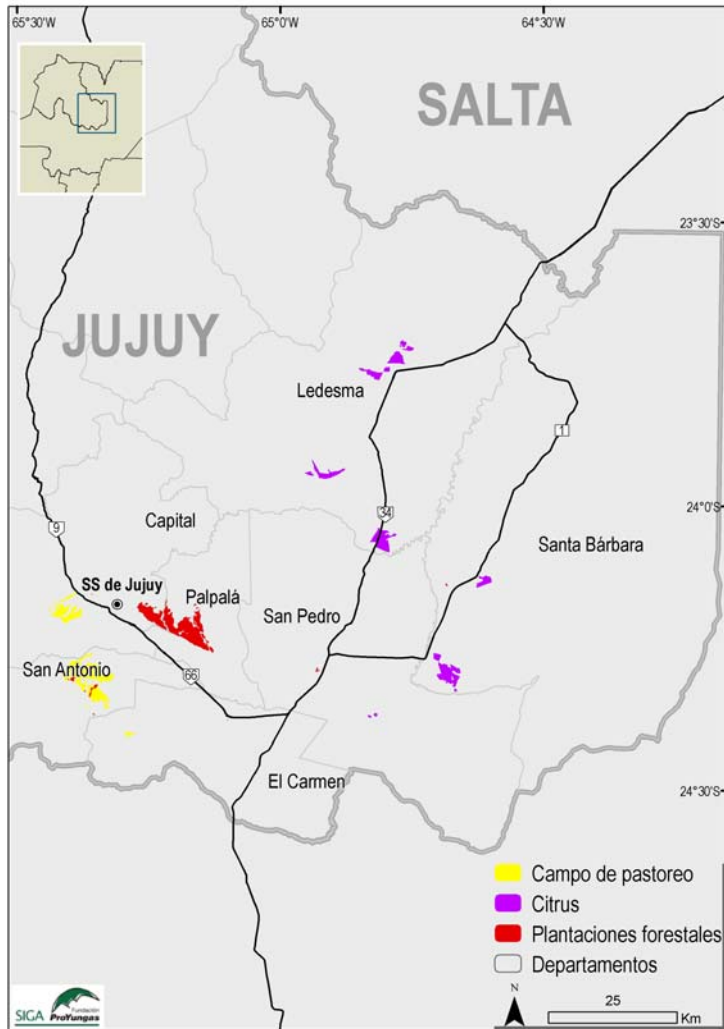 65°30'W 65°0'W 64°30'W
SALTA
23°30'S
JUJUY
Ledesma
1
34
24°0'S
Capital
9
Santa Bárbara
SS de Jujuy
Palpalá
San Pedro
San Antonio
66
El Carmen
24°30'S
Campo de pastoreo
Citrus
Plantaciones forestales
Departamentos
N
25
Km
Fundación
SIGA ProYungas